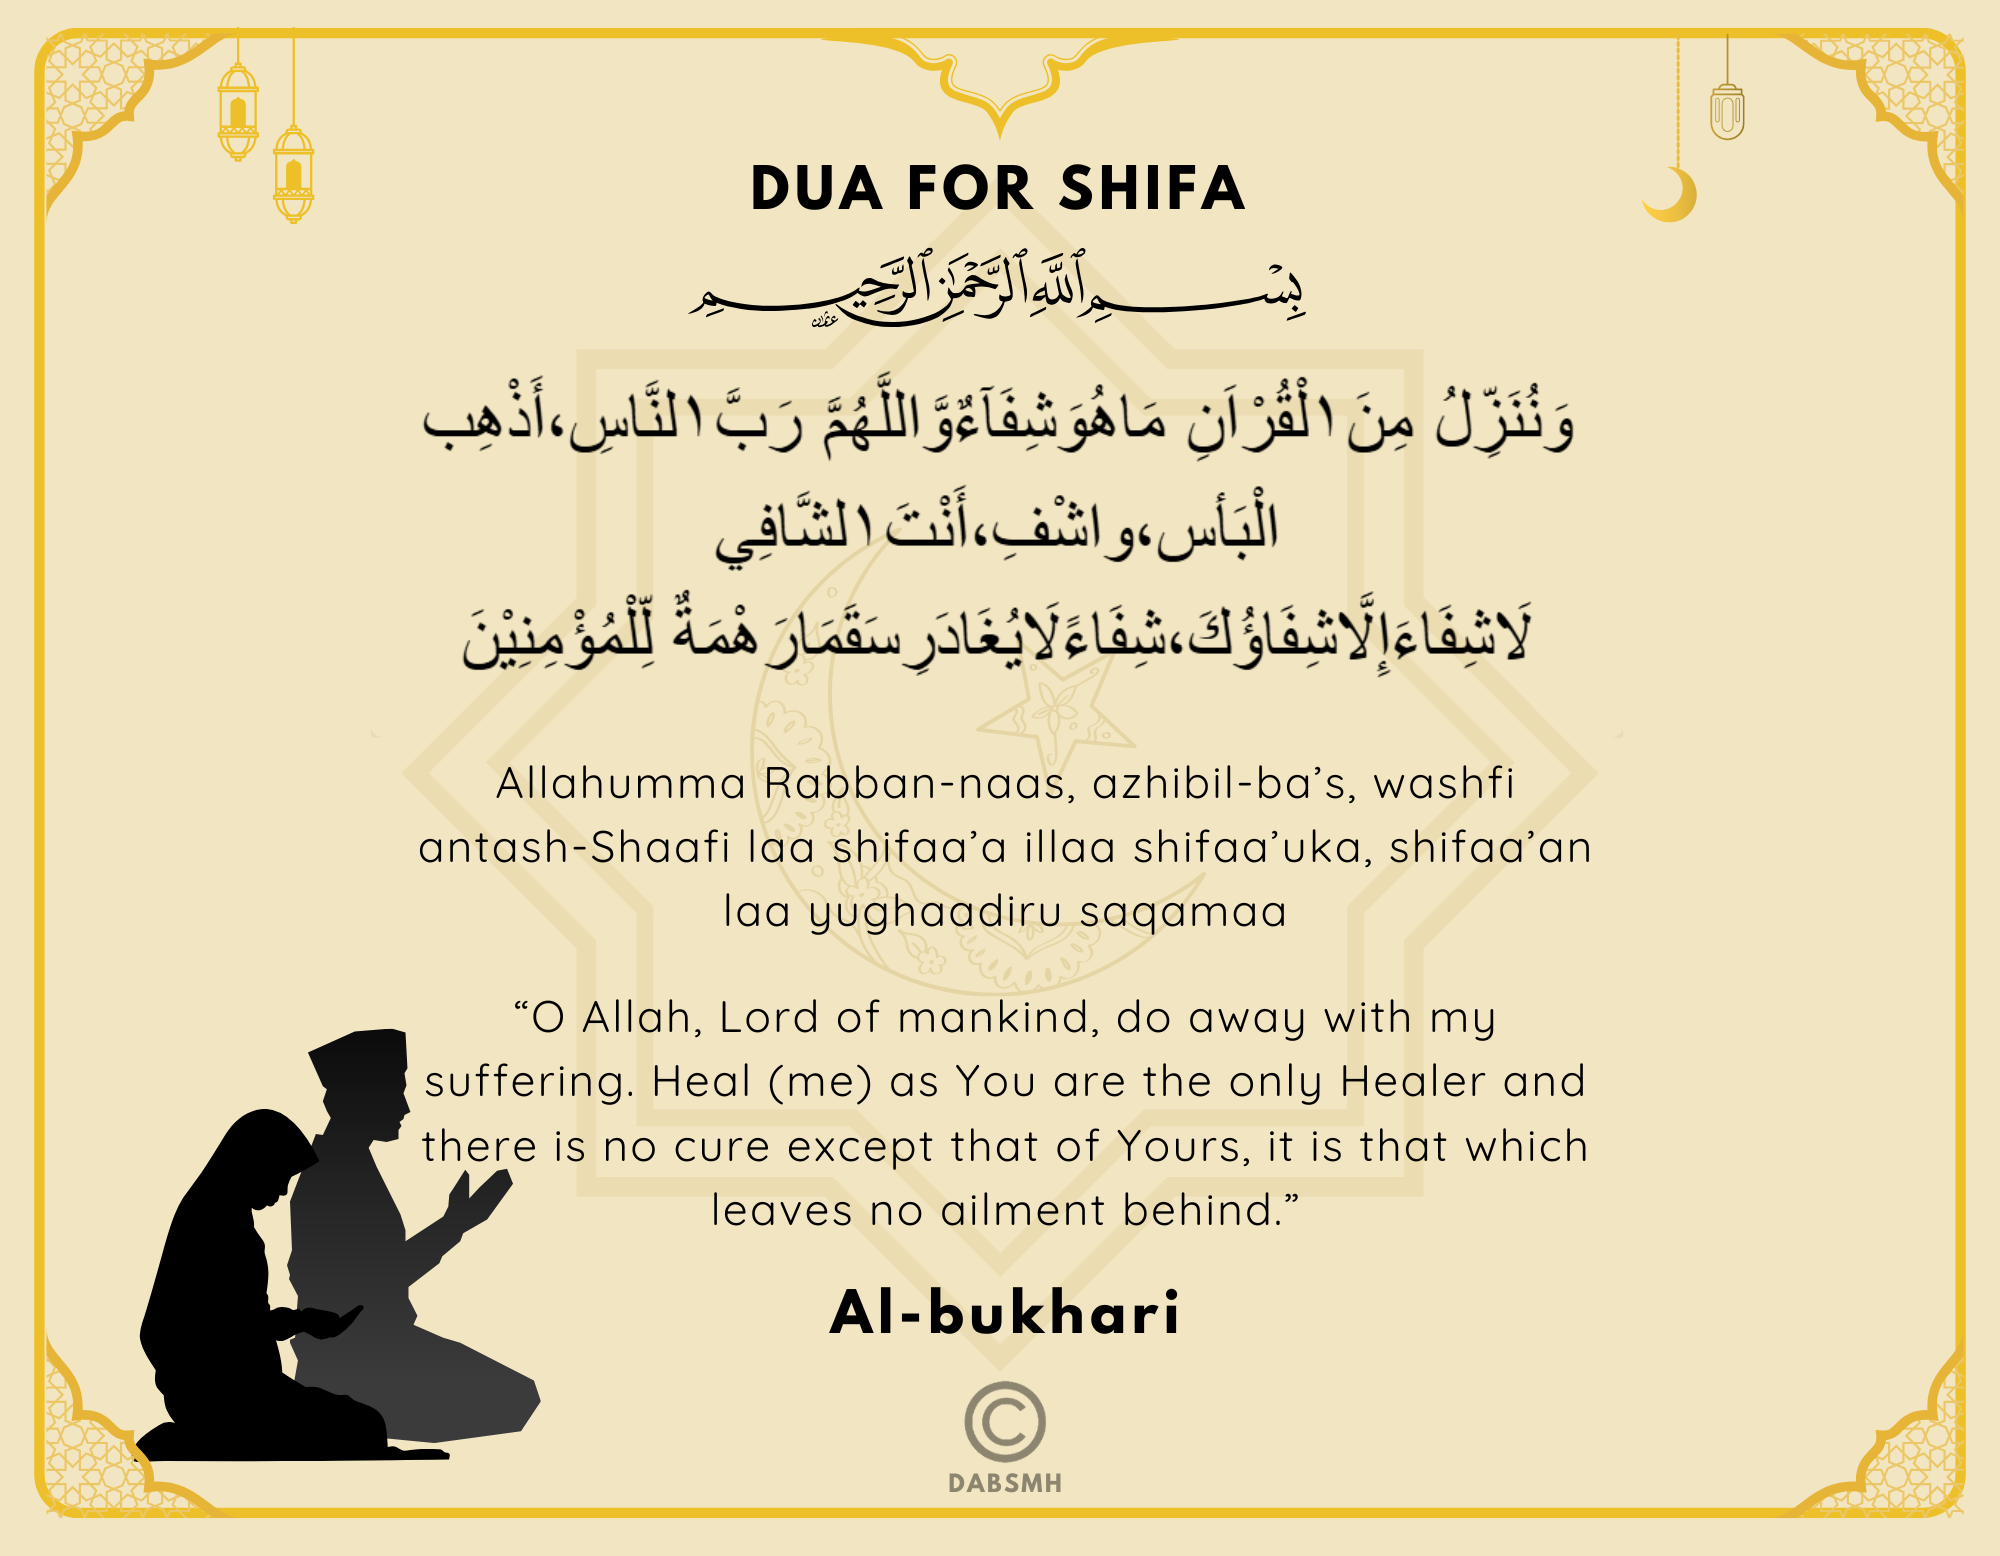 DUA FOR SHIFA
بِسْمِ ٱللَّهِ ٱلرَّحْمَٰنِ ٱلرَّحِيمِ
وَنُنَزِّلُ مِنَ ١لْقُرْاَنِ مَاهُوَشِفَآءٌوَّاللَّهُمَّ رَبَّ ١لنَّاسِ،أَذْهِب
الْبَأس،واشْفِ،أَنْتَ ١لشَّافِي
لَاشِفَاءَإِلَّاشِفَاؤُكَ،شِفَاءًلَايُغَادَرِسَقَمَارَهْمَةٌ لِّلْمُؤْمِنِيْنَ
Allahumma Rabban-naas, azhibil-ba’s, washfi
antash-Shaafi laa shifaa’a illaa shifaa’uka, shifaa’an
laa yughaadiru saqamaa
“O Allah, Lord of mankind, do away with my
suffering. Heal (me) as You are the only Healer and
there is no cure except that of Yours, it is that which
leaves no ailment behind.”
Al-bukhari
©
DABSMH